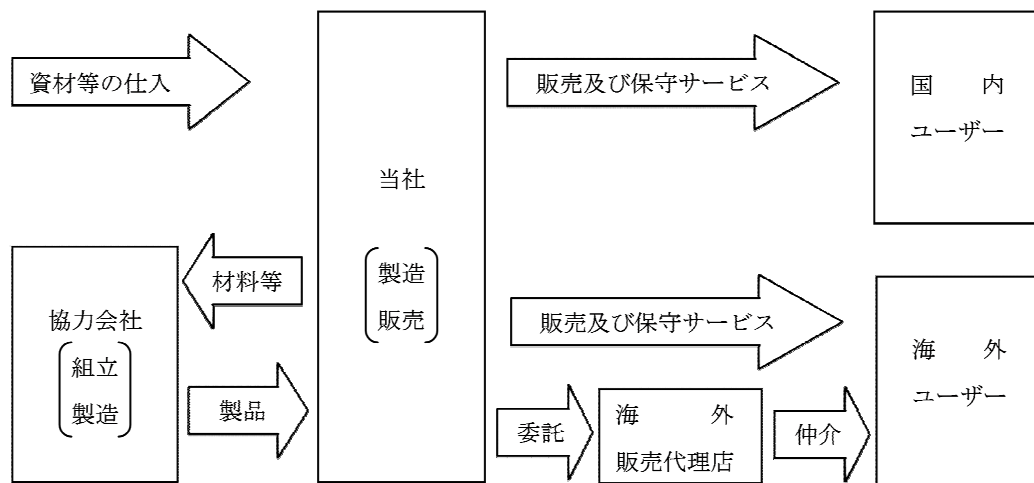 資材等の仕入
販売及び保守サービス
国　　内
ユーザー
当社
製造
販売
材料等
協力会社
組立
製造
製品
販売及び保守サービス
海　　外
ユーザー
委託
海　　外
販売代理店
仲介